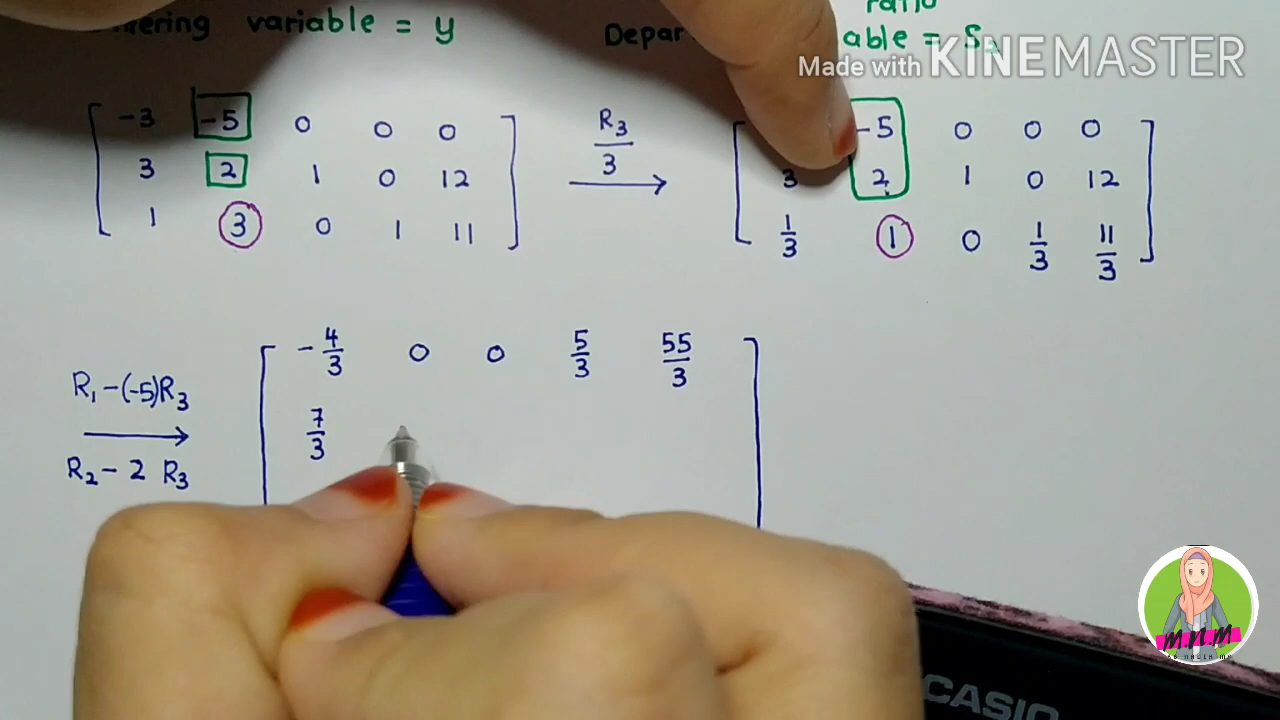 ratio
variable = y
= S
Made with KINEMASTER
-3 -5 0 0 0
3 2 1 0 12
1 3 0 1 11
R₃/3
-5 0 0 0
3 2 1 0 12
1/3 1 0 1/3 11/3
R₁-(-5)R₃
R₂- 2 R₃
-4/3 0 0 5/3 55/3
7/3
M.N.M
CASIO